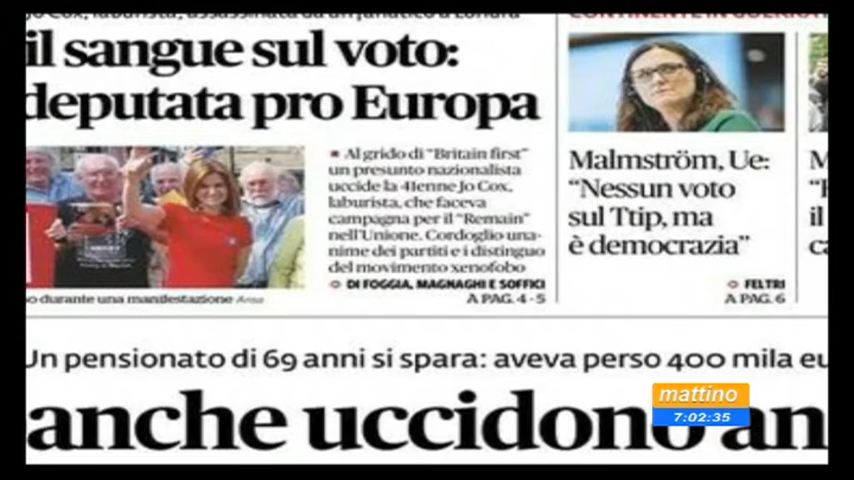 Jo Cox, laburista, assassinata da un fanatico a Londra
il sangue sul voto:
deputata pro Europa
Al grido di "Britain first"
un presunto nazionalista
uccide la 41enne Jo Cox,
laburista, che faceva
campagna per il "Remain"
nell'Unione. Cordoglio una-
nime dei partiti e i distinguo
del movimento xenofobo
DI FOGGIA, MAGNAGHI E SOFFICI
A PAG. 4-5
so durante una manifestazione Ansa
CONTINENTE IN GUERRA
Malmström, Ue:
"Nessun voto
sul Ttip, ma
è democrazia"
FELTRI
A PAG. 6
M
il
ca
Un pensionato di 69 anni si spara: aveva perso 400 mila eu
anche uccidono an
mattino
7:02:35